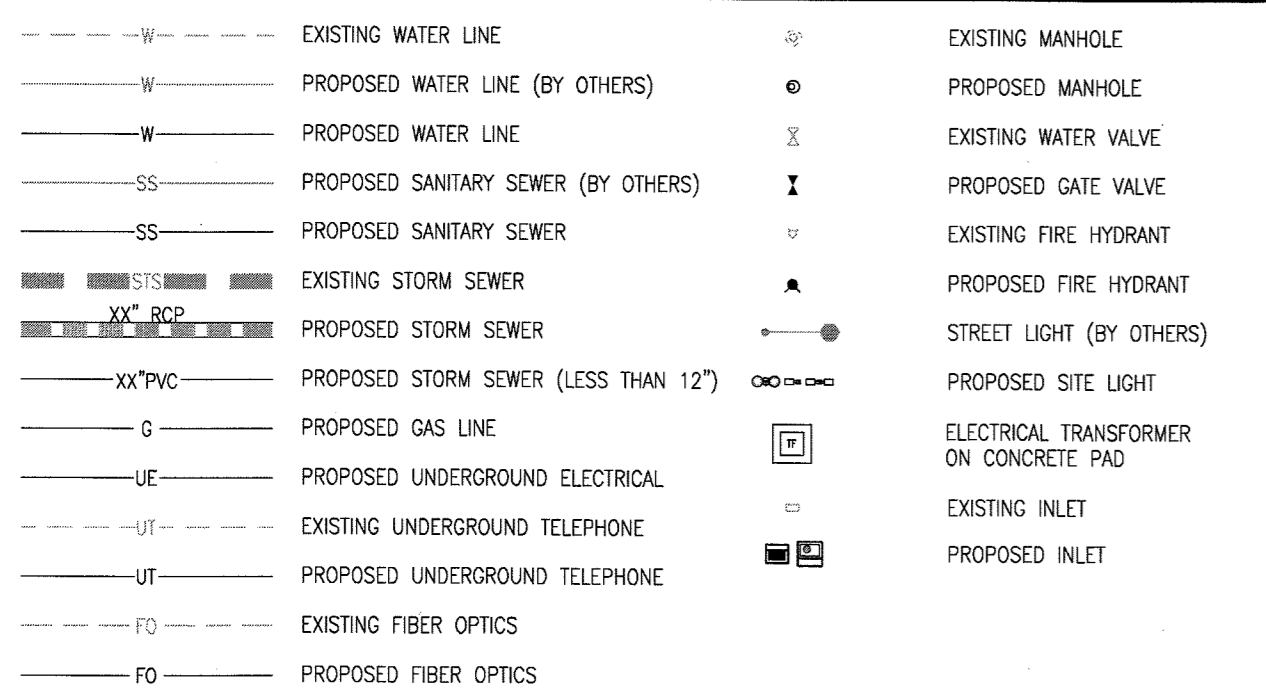 W EXISTING WATER LINE
W PROPOSED WATER LINE (BY OTHERS)
W PROPOSED WATER LINE
SS PROPOSED SANITARY SEWER (BY OTHERS)
SS PROPOSED SANITARY SEWER
STS EXISTING STORM SEWER
XX" RCP
PROPOSED STORM SEWER
XX"PVC PROPOSED STORM SEWER (LESS THAN 12")
G PROPOSED GAS LINE
UE PROPOSED UNDERGROUND ELECTRICAL
UT EXISTING UNDERGROUND TELEPHONE
UT PROPOSED UNDERGROUND TELEPHONE
FO EXISTING FIBER OPTICS
FO PROPOSED FIBER OPTICS
EXISTING MANHOLE
PROPOSED MANHOLE
EXISTING WATER VALVE
PROPOSED GATE VALVE
EXISTING FIRE HYDRANT
PROPOSED FIRE HYDRANT
STREET LIGHT (BY OTHERS)
PROPOSED SITE LIGHT
TF ELECTRICAL TRANSFORMER
ON CONCRETE PAD
EXISTING INLET
PROPOSED INLET